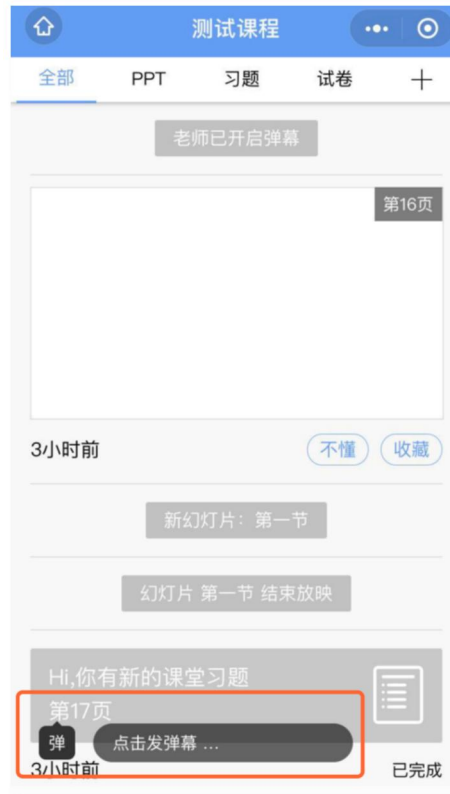 测试课程
全部 PPT 习题 试卷
老师已开启弹幕
第16页
3小时前 不懂 收藏
新幻灯片：第一节
幻灯片 第一节 结束放映
Hi,你有新的课堂习题
第17页
弹 点击发弹幕 ...
3小时前 已完成